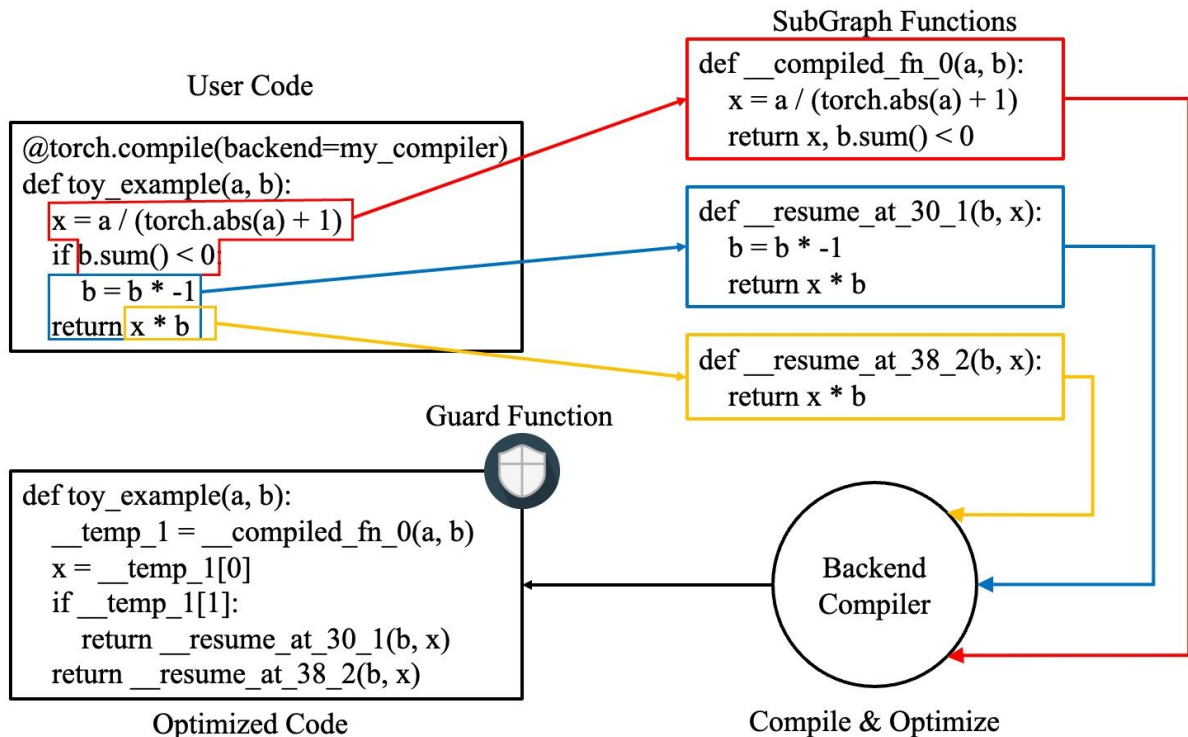 User Code
@torch.compile(backend=my_compiler)
def toy_example(a, b):
    x = a / (torch.abs(a) + 1)
    if b.sum() < 0:
        b = b * -1
    return x * b
SubGraph Functions
def __compiled_fn_0(a, b):
    x = a / (torch.abs(a) + 1)
    return x, b.sum() < 0
def __resume_at_30_1(b, x):
    b = b * -1
    return x * b
def __resume_at_38_2(b, x):
    return x * b
Guard Function
def toy_example(a, b):
    __temp_1 = __compiled_fn_0(a, b)
    x = __temp_1[0]
    if __temp_1[1]:
        return __resume_at_30_1(b, x)
    return __resume_at_38_2(b, x)
Optimized Code
Backend
Compiler
Compile & Optimize